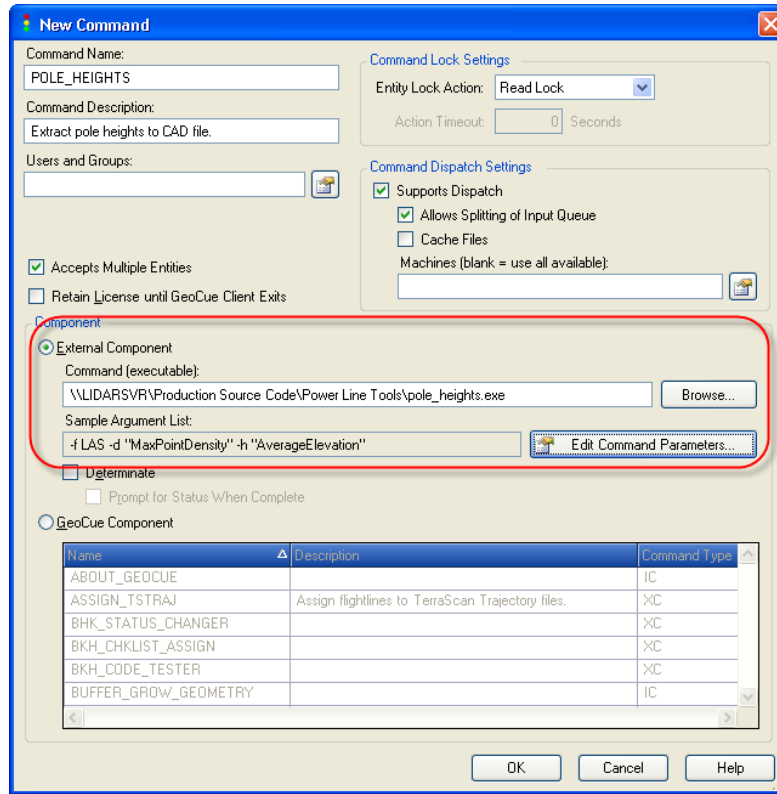 New Command
Command Name:
POLE_HEIGHTS
Command Description:
Extract pole heights to CAD file.
Users and Groups:
Accepts Multiple Entities
Retain License until GeoCue Client Exits
Command Lock Settings
Entity Lock Action: Read Lock
Action Timeout: 0 Seconds
Command Dispatch Settings
Supports Dispatch
Allows Splitting of Input Queue
Cache Files
Machines (blank = use all available):
Component
External Component
Command (executable):
\\LIDARSVR\Production Source Code\Power Line Tools\pole_heights.exe Browse...
Sample Argument List:
-f LAS -d "MaxPointDensity" -h "AverageElevation" Edit Command Parameters...
Determinate
Prompt for Status When Complete
GeoCue Component
Name Description Command Type
ABOUT_GEOCUE IC
ASSIGN_TSTRAJ Assign flightlines to TerraScan Trajectory files. XC
BHK_STATUS_CHANGER XC
BKH_CHKLIST_ASSIGN XC
BKH_CODE_TESTER XC
BUFFER_GROW_GEOMETRY IC
OK Cancel Help